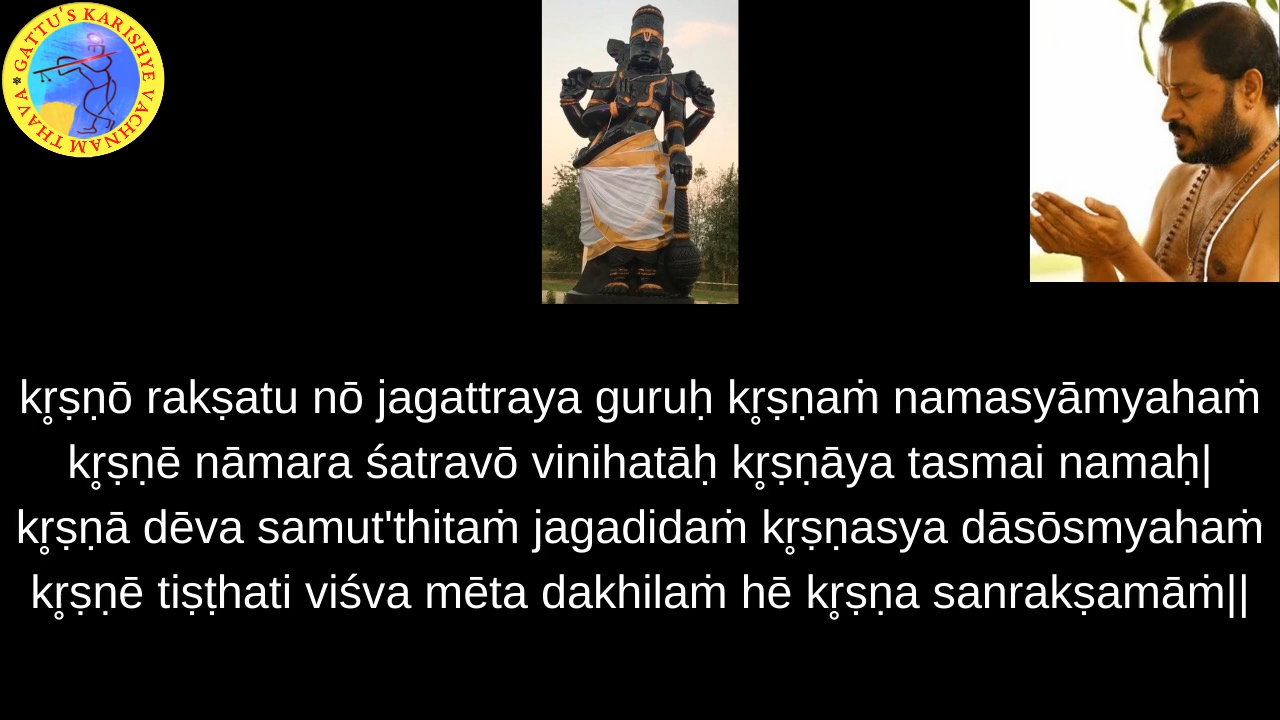 GATTU'S KARISHYE VACHNAM THAVA
kr̥ṣṇō rakṣatu nō jagattraya guruḥ kr̥ṣṇaṁ namasyāmyahaṁ
kr̥ṣṇē nāmara śatravō vinihatāḥ kr̥ṣṇāya tasmai namaḥ|
kr̥ṣṇā dēva samut'thitaṁ jagadidaṁ kr̥ṣṇasya dāsōsmyahaṁ
kr̥ṣṇē tiṣṭhati viśva mēta dakhilaṁ hē kr̥ṣṇa sanrakṣamāṁ||